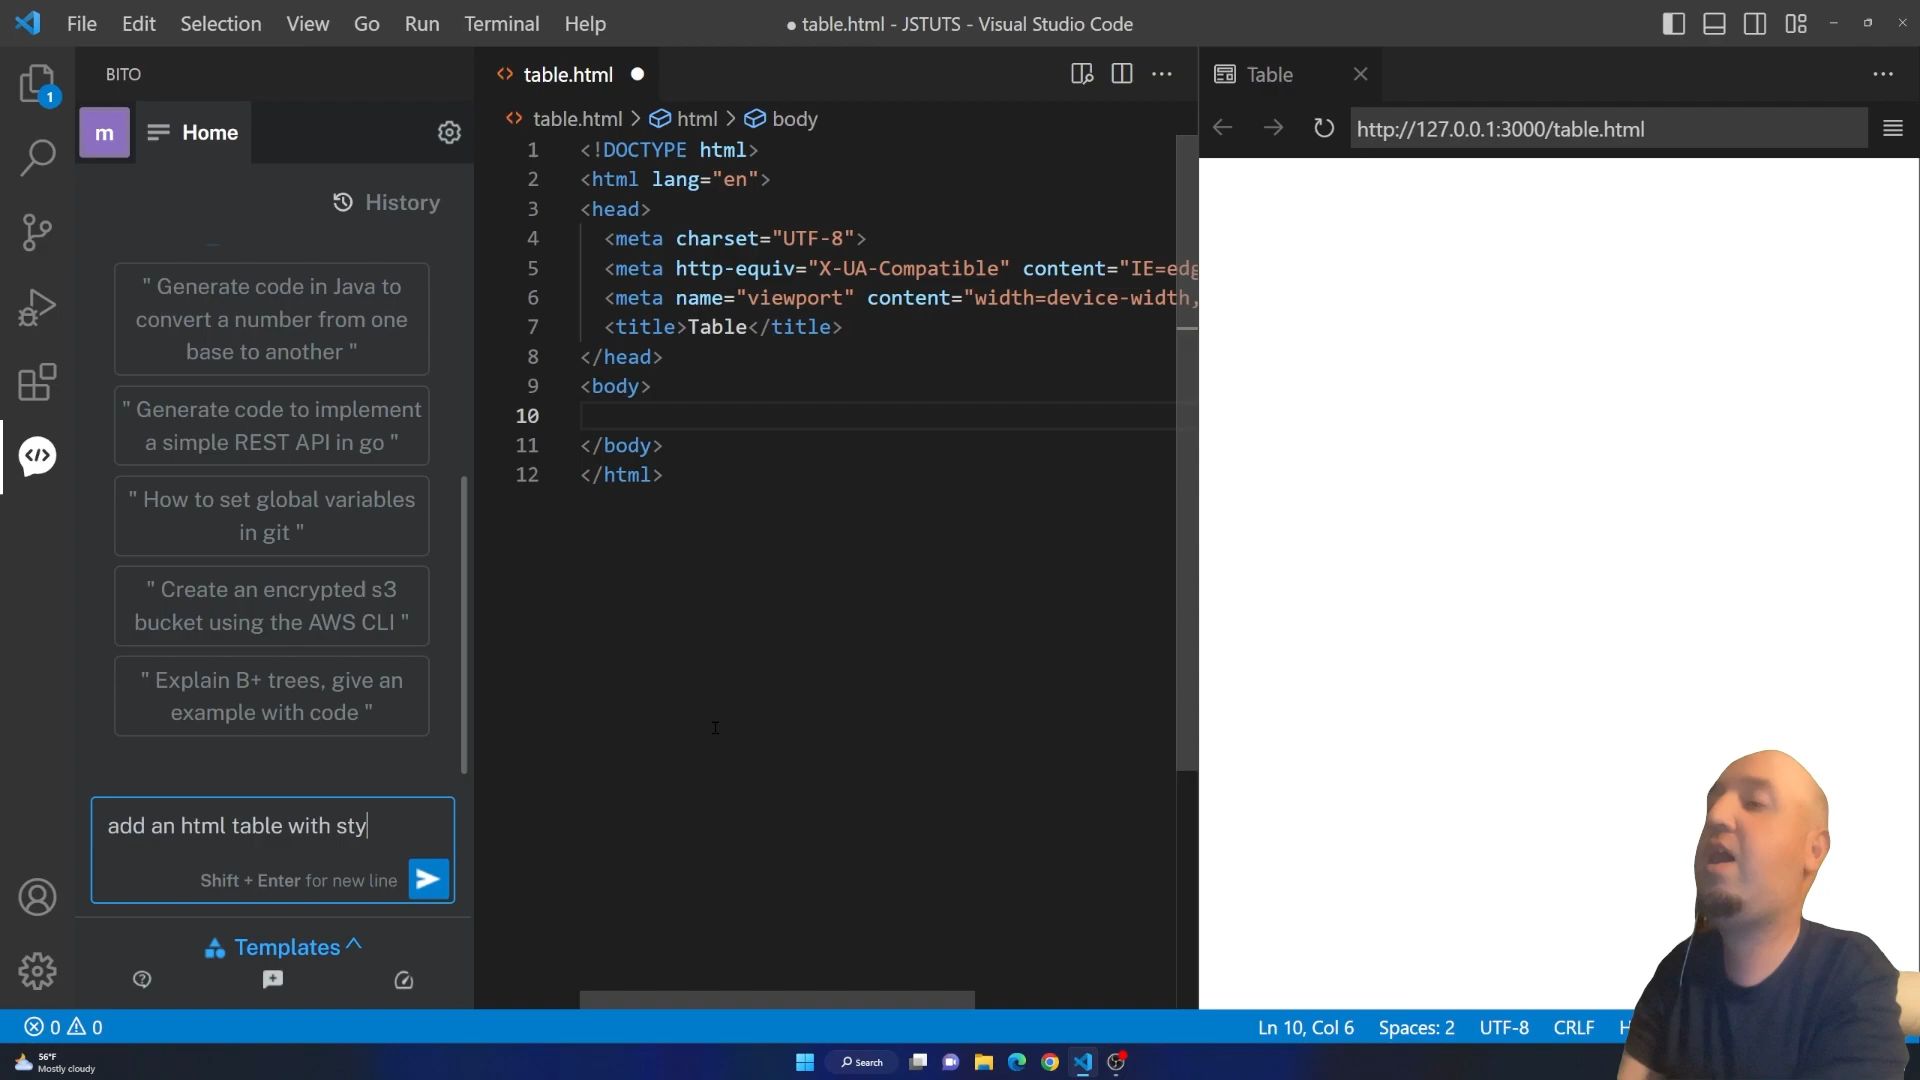 File Edit Selection View Go Run Terminal Help
● table.html - JSTUTS - Visual Studio Code
1
BITO
m
Home
History
" Generate code in Java to
convert a number from one
base to another "
" Generate code to implement
a simple REST API in go "
" How to set global variables
in git "
" Create an encrypted s3
bucket using the AWS CLI "
" Explain B+ trees, give an
example with code "
add an html table with sty
Shift + Enter for new line
Templates
table.html
table.html > html > body
1 <!DOCTYPE html>
2 <html lang="en">
3 <head>
4 <meta charset="UTF-8">
5 <meta http-equiv="X-UA-Compatible" content="IE=edg
6 <meta name="viewport" content="width=device-width,
7 <title>Table</title>
8 </head>
9 <body>
10
11 </body>
12 </html>
Table
http://127.0.0.1:3000/table.html
0 0
Ln 10, Col 6 Spaces: 2 UTF-8 CRLF H
56°F
Mostly cloudy
Search